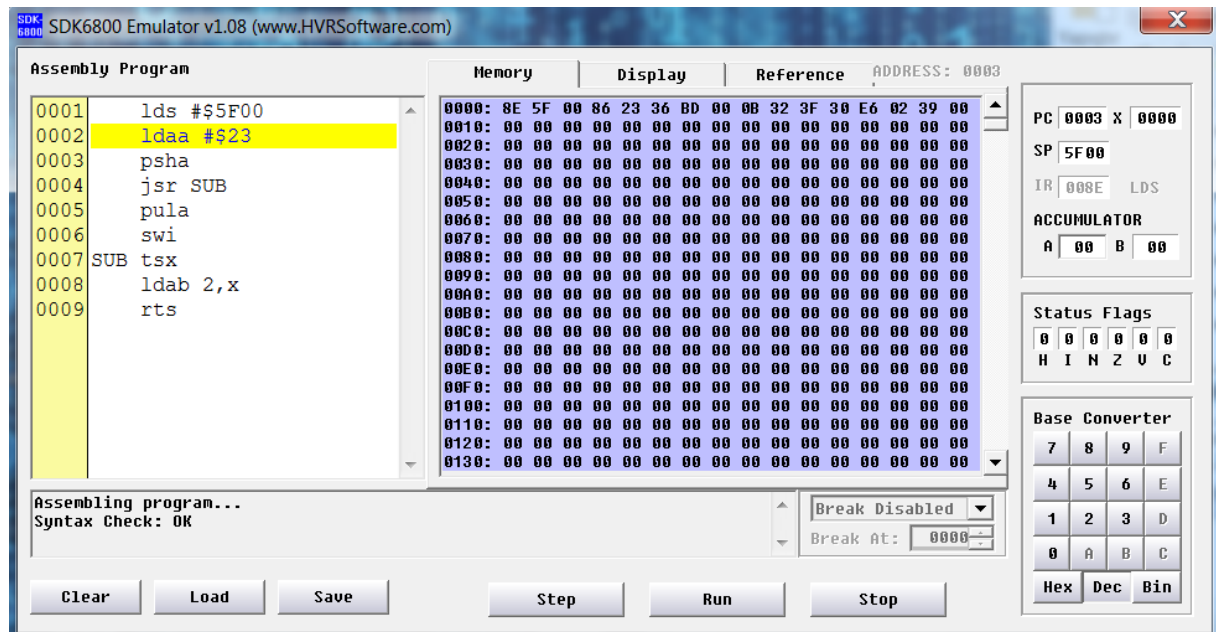 SDK-
6800
SDK6800 Emulator v1.08 (www.HVRSoftware.com)
X
Assembly Program
Memory Display Reference ADDRESS: 0003
0001 lds #$5F00
0002 ldaa #$23
0003 psha
0004 jsr SUB
0005 pula
0006 swi
0007 SUB tsx
0008 ldab 2,x
0009 rts
0000: 8E 5F 00 86 23 36 BD 00 0B 32 3F 30 E6 02 39 00
0010: 00 00 00 00 00 00 00 00 00 00 00 00 00 00 00 00
0020: 00 00 00 00 00 00 00 00 00 00 00 00 00 00 00 00
0030: 00 00 00 00 00 00 00 00 00 00 00 00 00 00 00 00
0040: 00 00 00 00 00 00 00 00 00 00 00 00 00 00 00 00
0050: 00 00 00 00 00 00 00 00 00 00 00 00 00 00 00 00
0060: 00 00 00 00 00 00 00 00 00 00 00 00 00 00 00 00
0070: 00 00 00 00 00 00 00 00 00 00 00 00 00 00 00 00
0080: 00 00 00 00 00 00 00 00 00 00 00 00 00 00 00 00
0090: 00 00 00 00 00 00 00 00 00 00 00 00 00 00 00 00
00A0: 00 00 00 00 00 00 00 00 00 00 00 00 00 00 00 00
00B0: 00 00 00 00 00 00 00 00 00 00 00 00 00 00 00 00
00C0: 00 00 00 00 00 00 00 00 00 00 00 00 00 00 00 00
00D0: 00 00 00 00 00 00 00 00 00 00 00 00 00 00 00 00
00E0: 00 00 00 00 00 00 00 00 00 00 00 00 00 00 00 00
00F0: 00 00 00 00 00 00 00 00 00 00 00 00 00 00 00 00
0100: 00 00 00 00 00 00 00 00 00 00 00 00 00 00 00 00
0110: 00 00 00 00 00 00 00 00 00 00 00 00 00 00 00 00
0120: 00 00 00 00 00 00 00 00 00 00 00 00 00 00 00 00
0130: 00 00 00 00 00 00 00 00 00 00 00 00 00 00 00 00
PC 0003 X 0000
SP 5F00
IR 008E LDS
ACCUMULATOR
A 00 B 00
Status Flags
0 0 0 0 0 0
H I N Z V C
Base Converter
7 8 9 F
4 5 6 E
1 2 3 D
0 A B C
Hex Dec Bin
Assembling program...
Syntax Check: OK
Break Disabled
Break At: 0000
Clear Load Save Step Run Stop